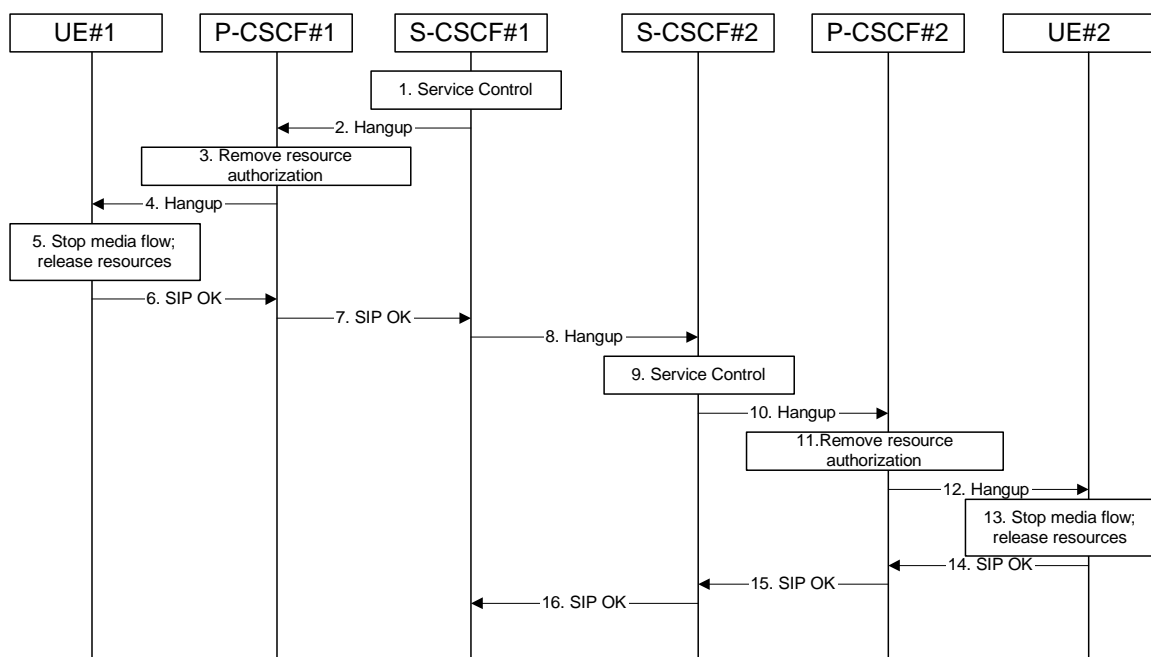 UE#1 P-CSCF#1 S-CSCF#1 S-CSCF#2 P-CSCF#2 UE#2
1. Service Control
2. Hangup
3. Remove resource
authorization
4. Hangup
5. Stop media flow;
release resources
6. SIP OK
7. SIP OK
8. Hangup
9. Service Control
10. Hangup
11.Remove resource
authorization
12. Hangup
13. Stop media flow;
release resources
14. SIP OK
15. SIP OK
16. SIP OK